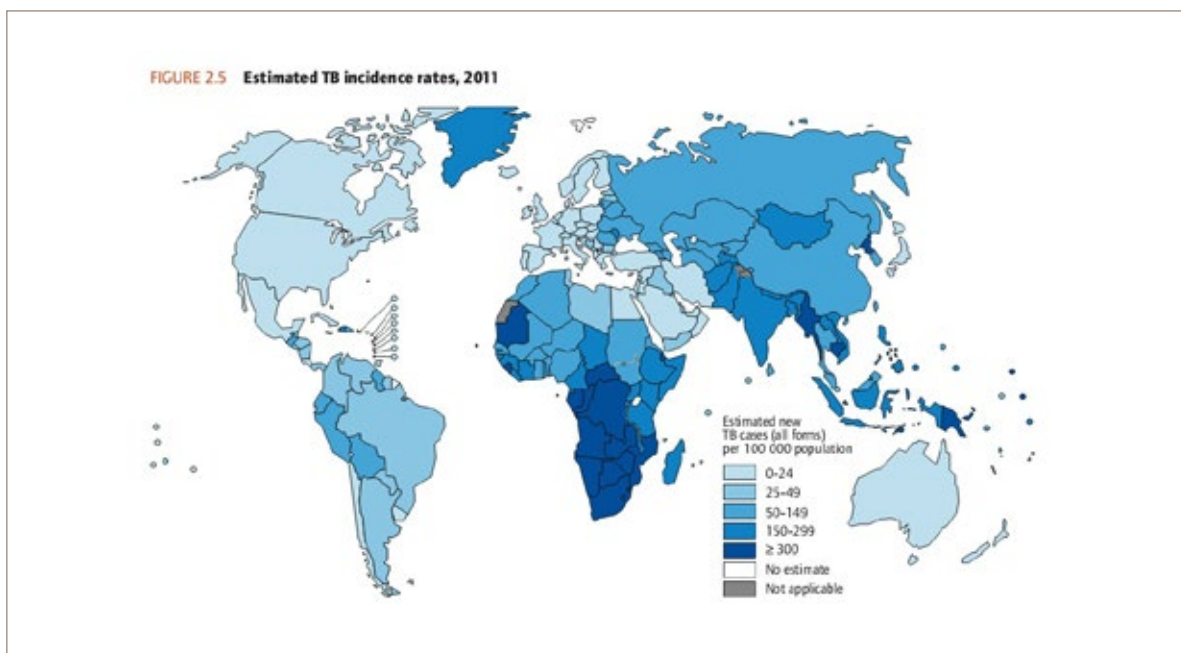 FIGURE 2.5 Estimated TB incidence rates, 2011
Estimated new
TB cases (all forms)
per 100 000 population
0–24
25–49
50–149
150–299
≥ 300
No estimate
Not applicable